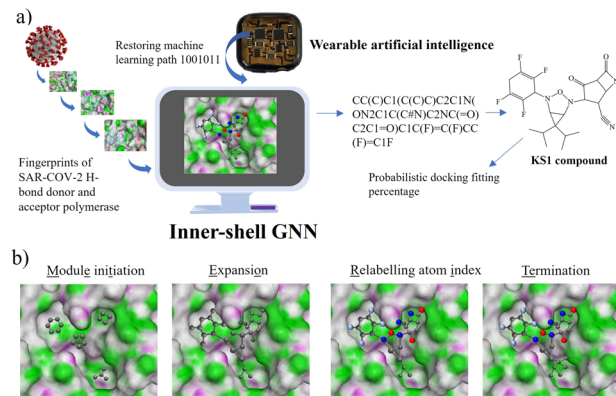 a)
Restoring machine
learning path 1001011
Wearable artificial intelligence
CC(C)C1(C(C)C)C2C1N(
ON2C1C(C#N)C2NC(=O)
C2C1=O)C1C(F)=C(F)CC
(F)=C1F
F
F
F
F
N
O
N
O
O
N
KS1 compound
Fingerprints of
SAR-COV-2 H-
bond donor and
acceptor polymerase
Probabilistic docking fitting
percentage
Inner-shell GNN
b)
Module initiation
Expansion
Relabelling atom index
Termination